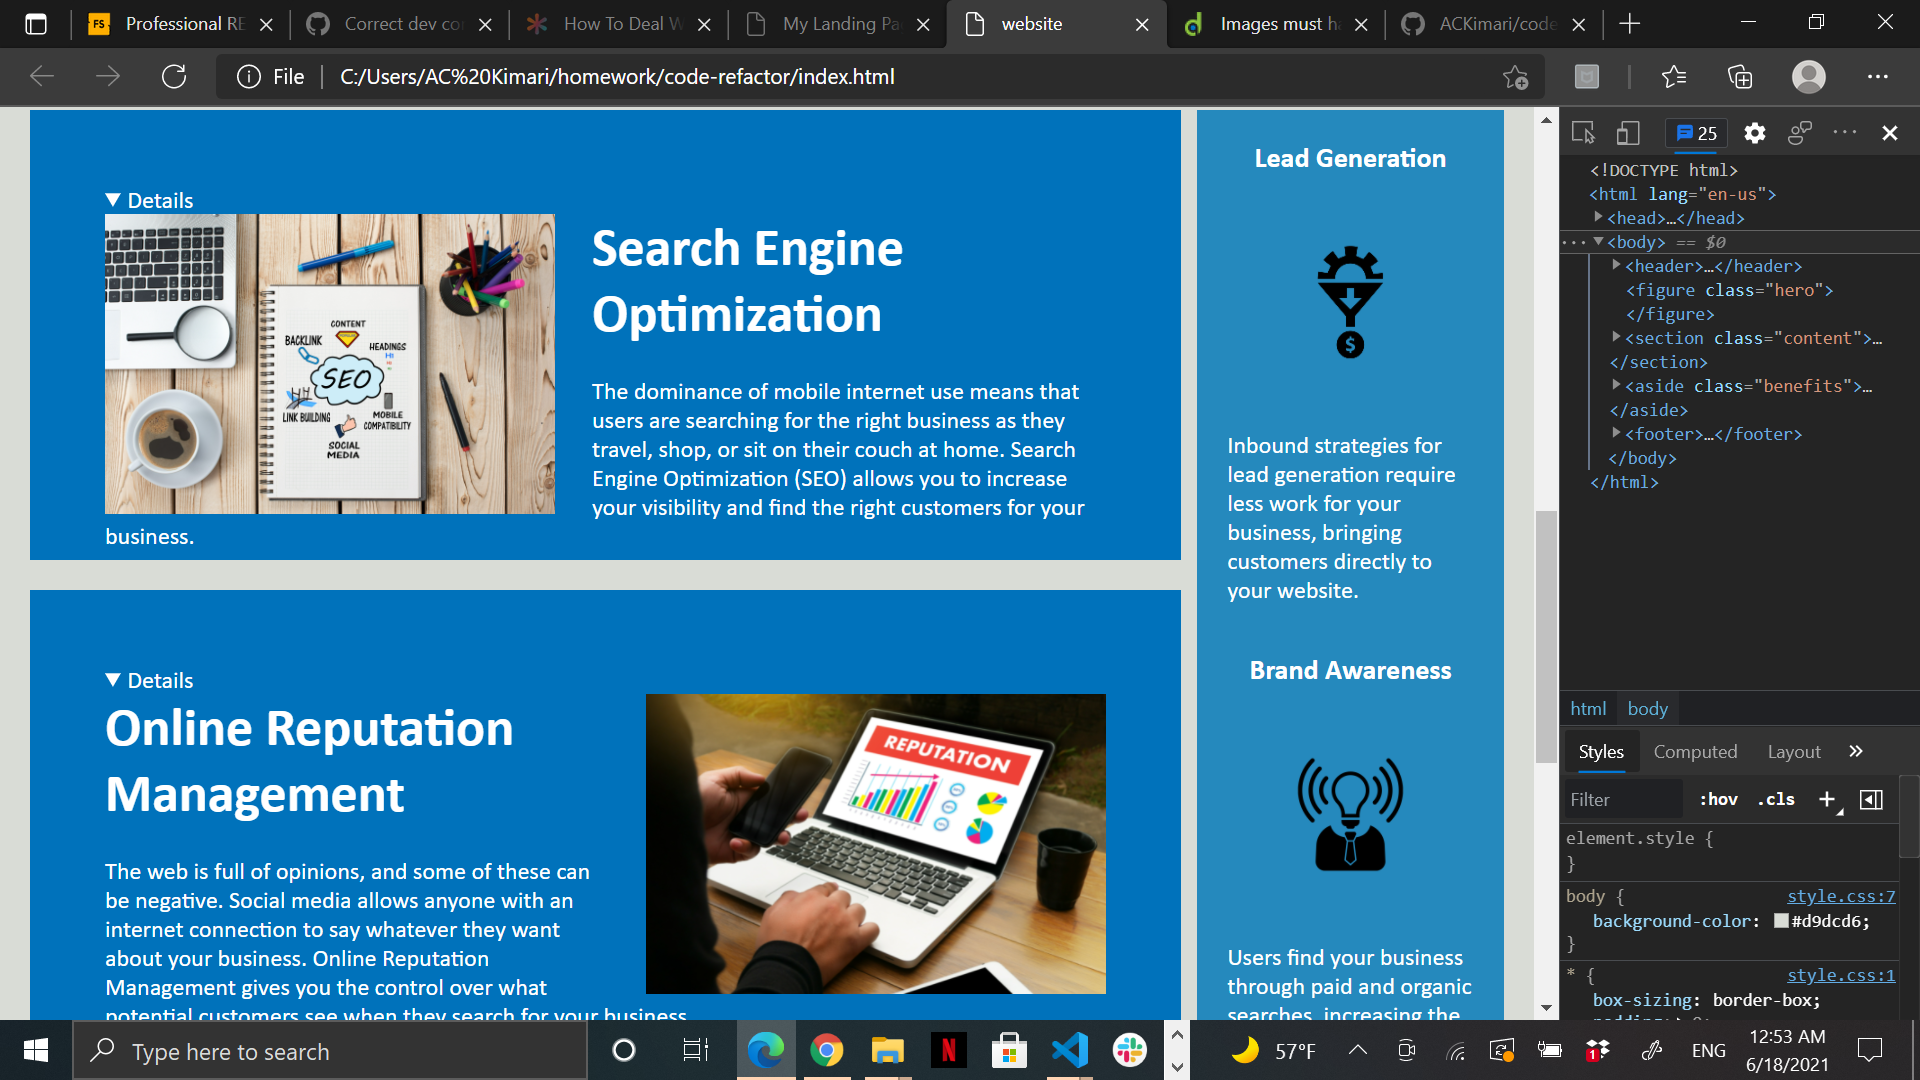 Professional RE
Correct dev co
How To Deal W
My Landing Pa
website
Images must ha
ACKimari/code
File
C:/Users/AC%20Kimari/homework/code-refactor/index.html
▼ Details
CONTENT
BACKLINK
HEADINGS
H1
SEO
LINK BUILDING
MOBILE
COMPATIBILITY
SOCIAL
MEDIA
Search Engine
Optimization
The dominance of mobile internet use means that
users are searching for the right business as they
travel, shop, or sit on their couch at home. Search
Engine Optimization (SEO) allows you to increase
your visibility and find the right customers for your
business.
▼ Details
Online Reputation
Management
The web is full of opinions, and some of these can
be negative. Social media allows anyone with an
internet connection to say whatever they want
about your business. Online Reputation
Management gives you the control over what
potential customers see when they search for your business
REPUTATION
Lead Generation
$
Inbound strategies for
lead generation require
less work for your
business, bringing
customers directly to
your website.
Brand Awareness
Users find your business
through paid and organic
searches, increasing the
25
<!DOCTYPE html>
<html lang="en-us">
<head>…</head>
<body> == $0
<header>…</header>
<figure class="hero">
</figure>
<section class="content">…
</section>
<aside class="benefits">…
</aside>
<footer>…</footer>
</body>
</html>
html body
Styles Computed Layout
Filter :hov .cls
element.style {
}
body { style.css:7
background-color: #d9dcd6;
}
* { style.css:1
box-sizing: border-box;
padding: 0;
Type here to search
57°F
1
ENG
12:53 AM
6/18/2021